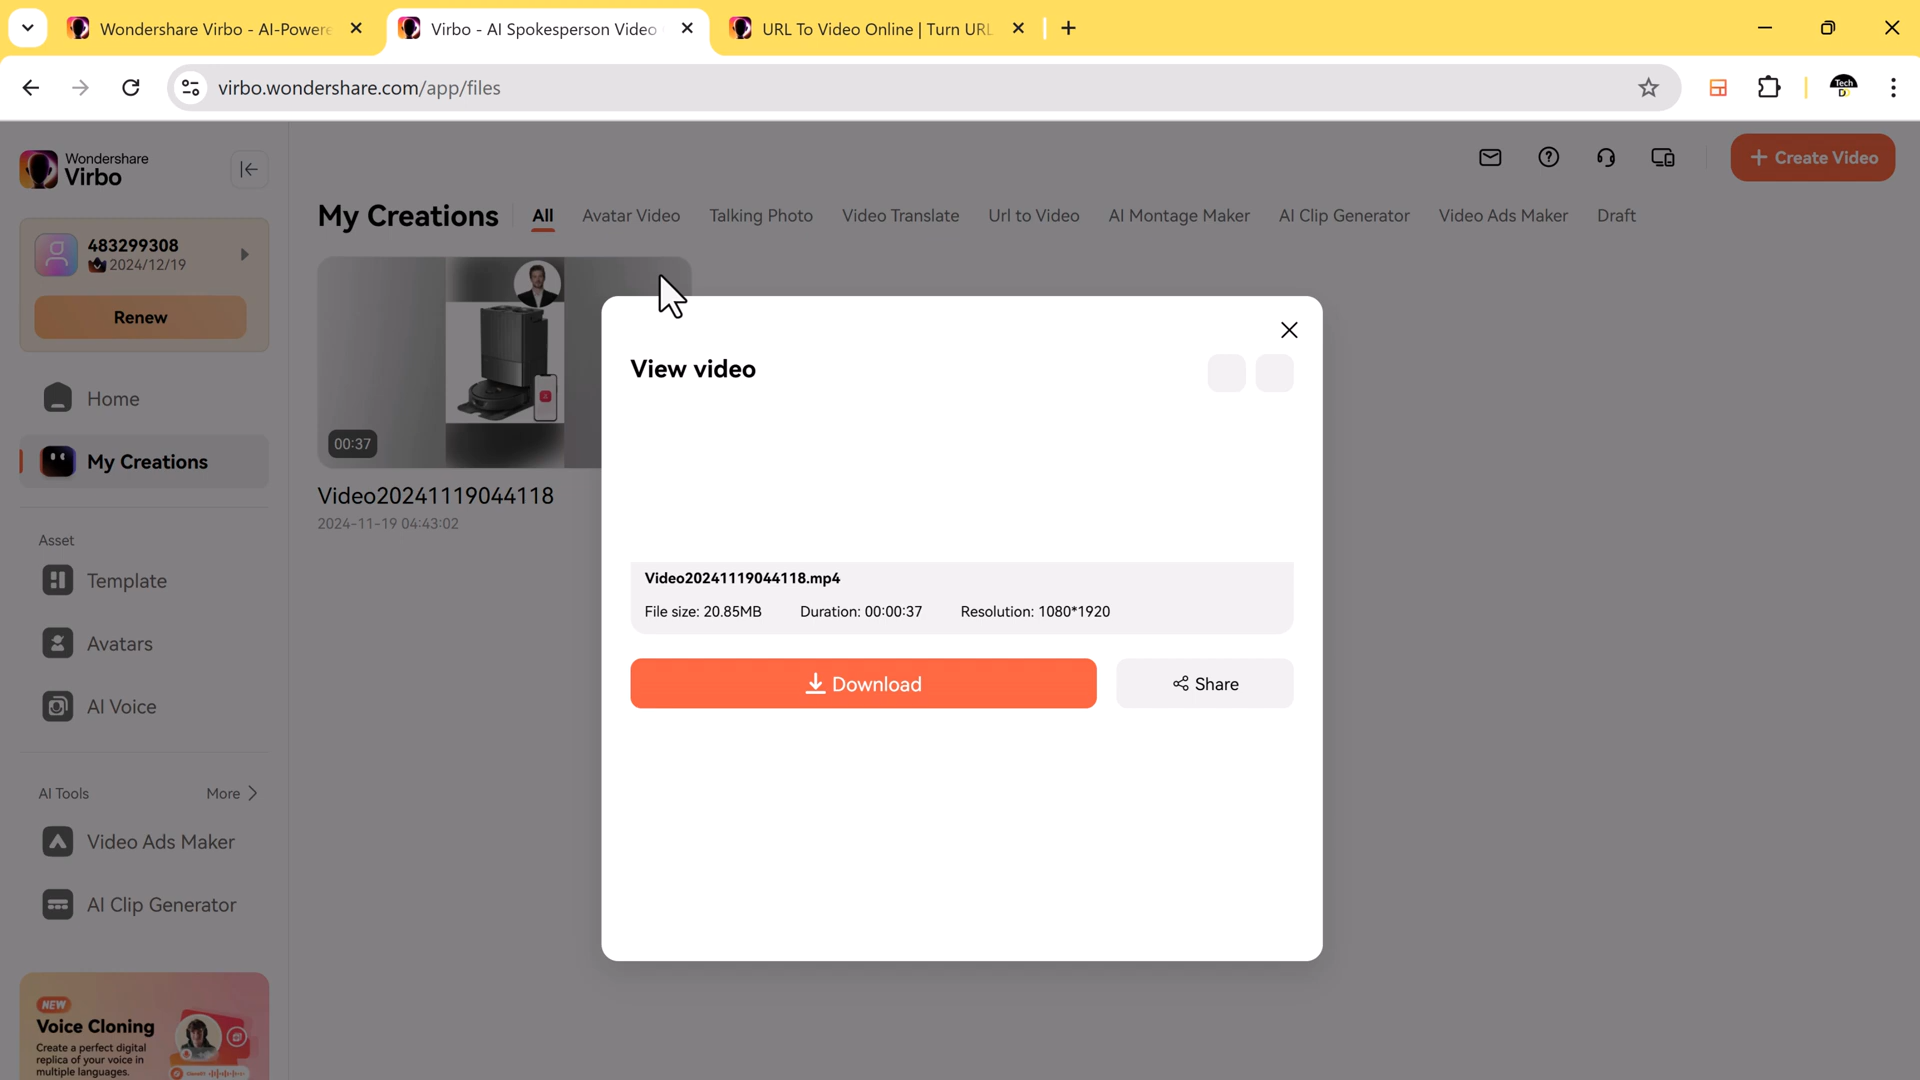 Wondershare Virbo - AI-Powere
Virbo - AI Spokesperson Video
URL To Video Online | Turn URL
virbo.wondershare.com/app/files
Tech
D
Wondershare
Virbo
+ Create Video
My Creations
All
Avatar Video
Talking Photo
Video Translate
Url to Video
AI Montage Maker
AI Clip Generator
Video Ads Maker
Draft
483299308
2024/12/19
Renew
Home
My Creations
00:37
Video20241119044118
2024-11-19 04:43:02
Asset
Template
Avatars
AI Voice
AI Tools
More
Video Ads Maker
AI Clip Generator
NEW
Voice Cloning
Create a perfect digital
replica of your voice in
multiple languages.
View video
Video20241119044118.mp4
File size: 20.85MB
Duration: 00:00:37
Resolution: 1080*1920
Download
Share